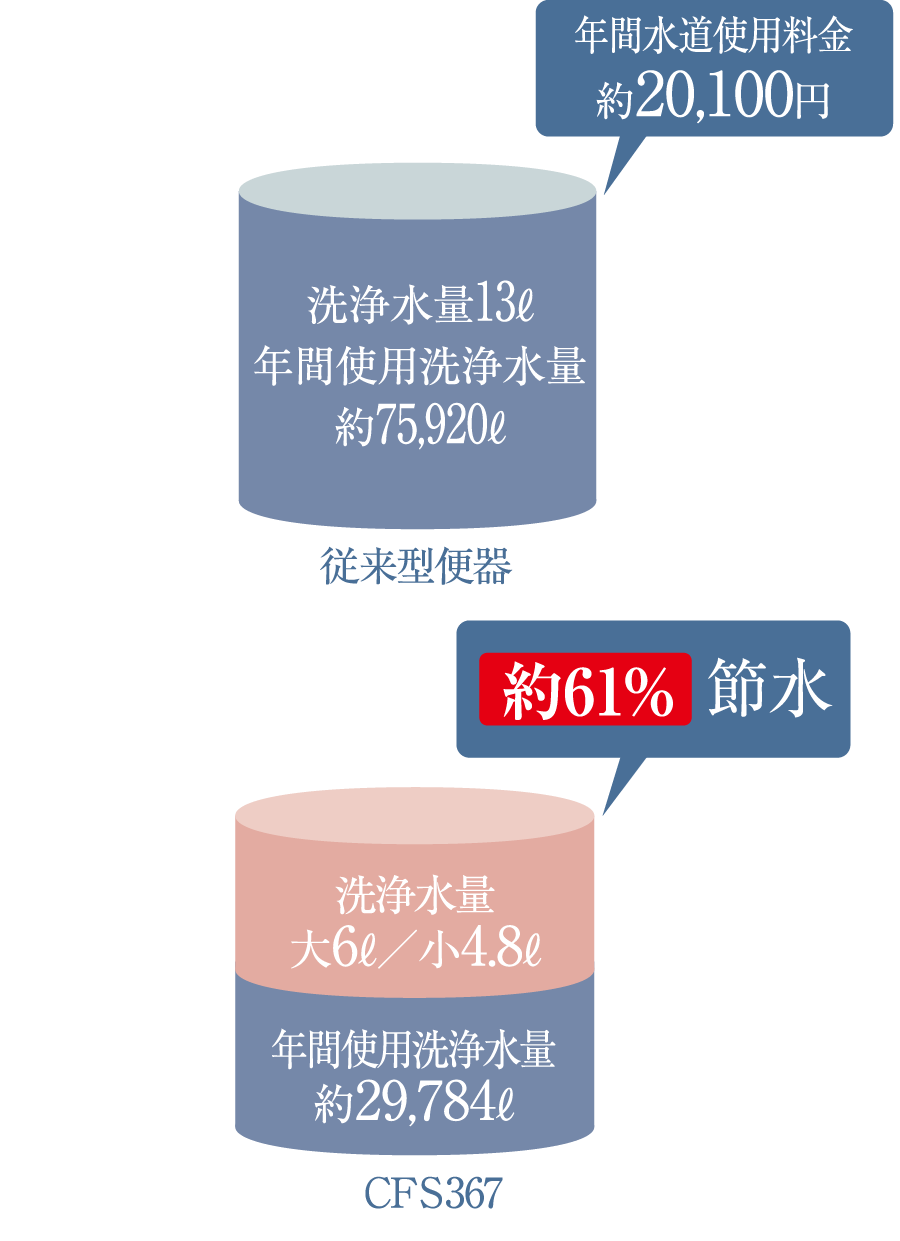 年間水道使用料金
約20,100円
洗浄水量13ℓ
年間使用洗浄水量
約75,920ℓ
従来型便器
約61% 節水
洗浄水量
大6ℓ／小4.8ℓ
年間使用洗浄水量
約29,784ℓ
CFS367